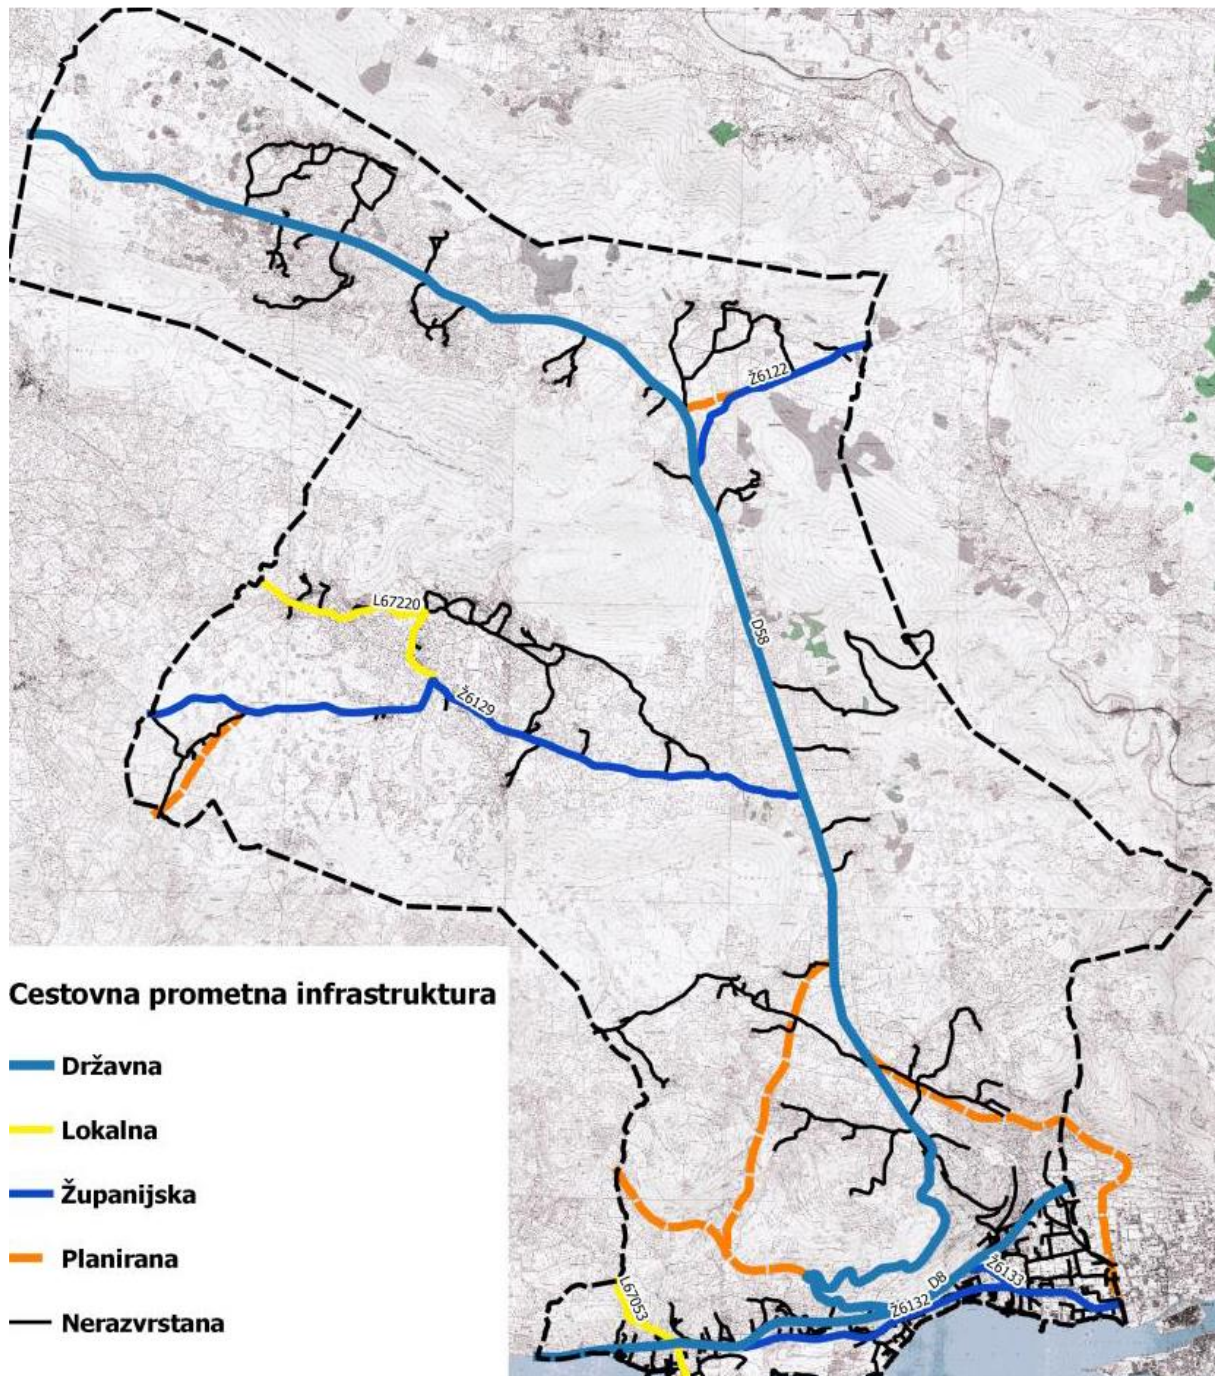 Ž6122
L67220
D58
Ž6129
Cestovna prometna infrastruktura
Državna
Lokalna
Županijska
Planirana
Nerazvrstana
L67053
D8
Ž6133
Ž6132